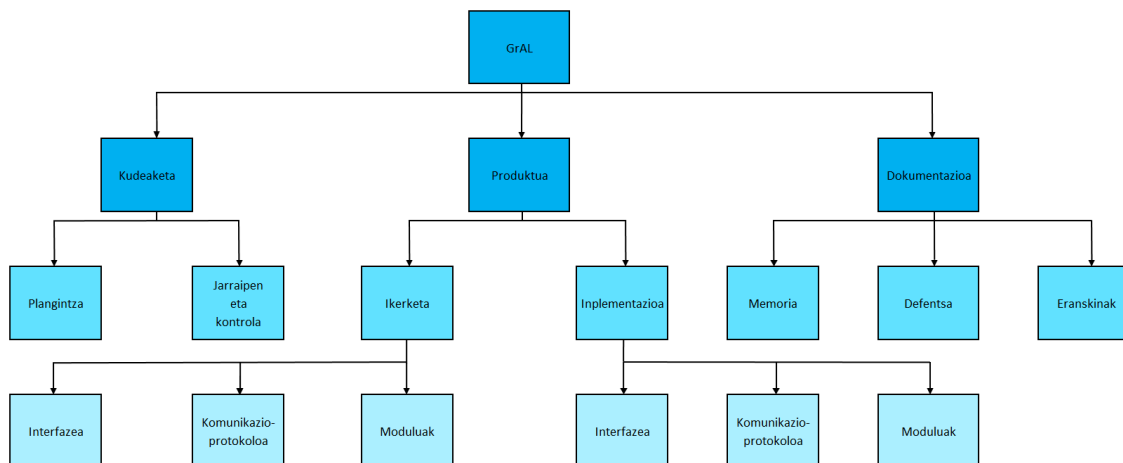 GrAL
Kudeaketa
Produktua
Dokumentazioa
Plangintza
Jarraipen
eta
kontrola
Ikerketa
Inplementazioa
Memoria
Defentsa
Eranskinak
Interfazea
Komunikazio-
protokoloa
Moduluak
Interfazea
Komunikazio-
protokoloa
Moduluak